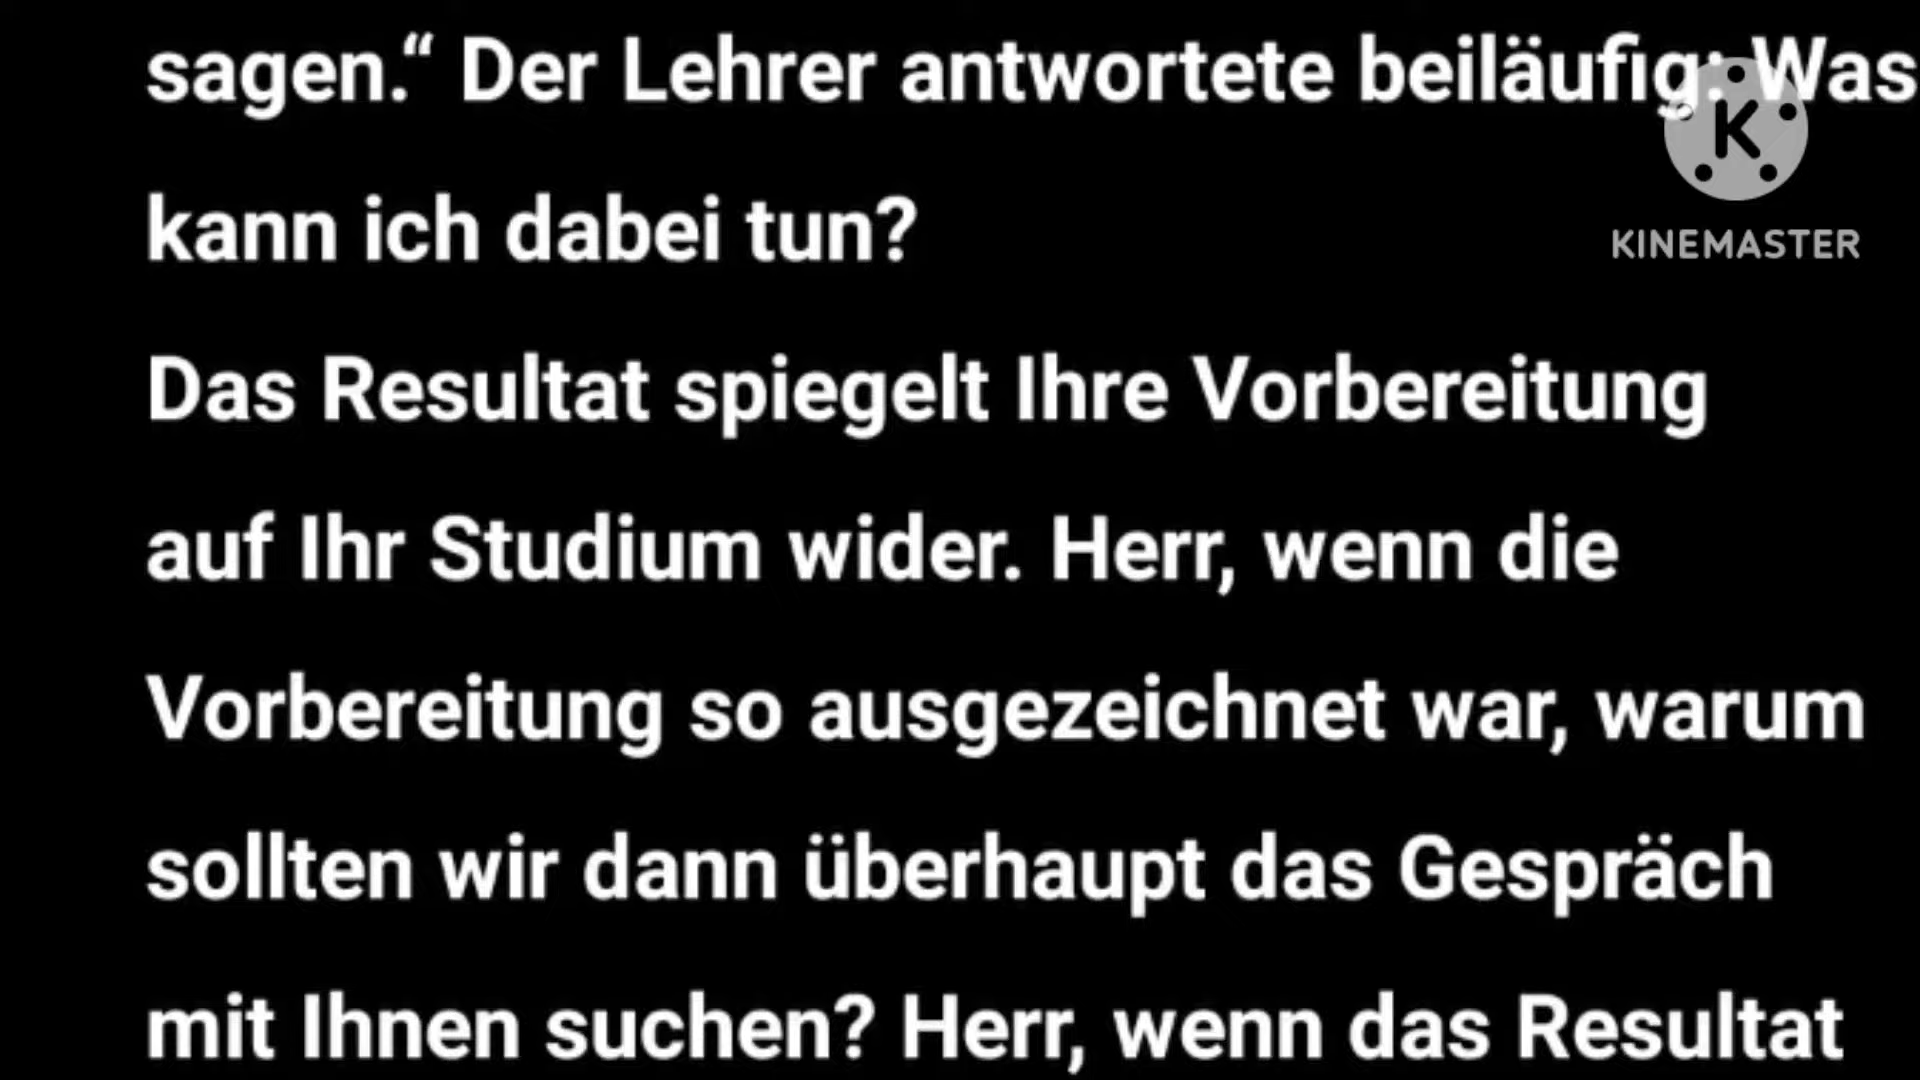 sagen.“ Der Lehrer antwortete beiläufig: Was
kann ich dabei tun?
KINEMASTER
Das Resultat spiegelt Ihre Vorbereitung
auf Ihr Studium wider. Herr, wenn die
Vorbereitung so ausgezeichnet war, warum
sollten wir dann überhaupt das Gespräch
mit Ihnen suchen? Herr, wenn das Resultat